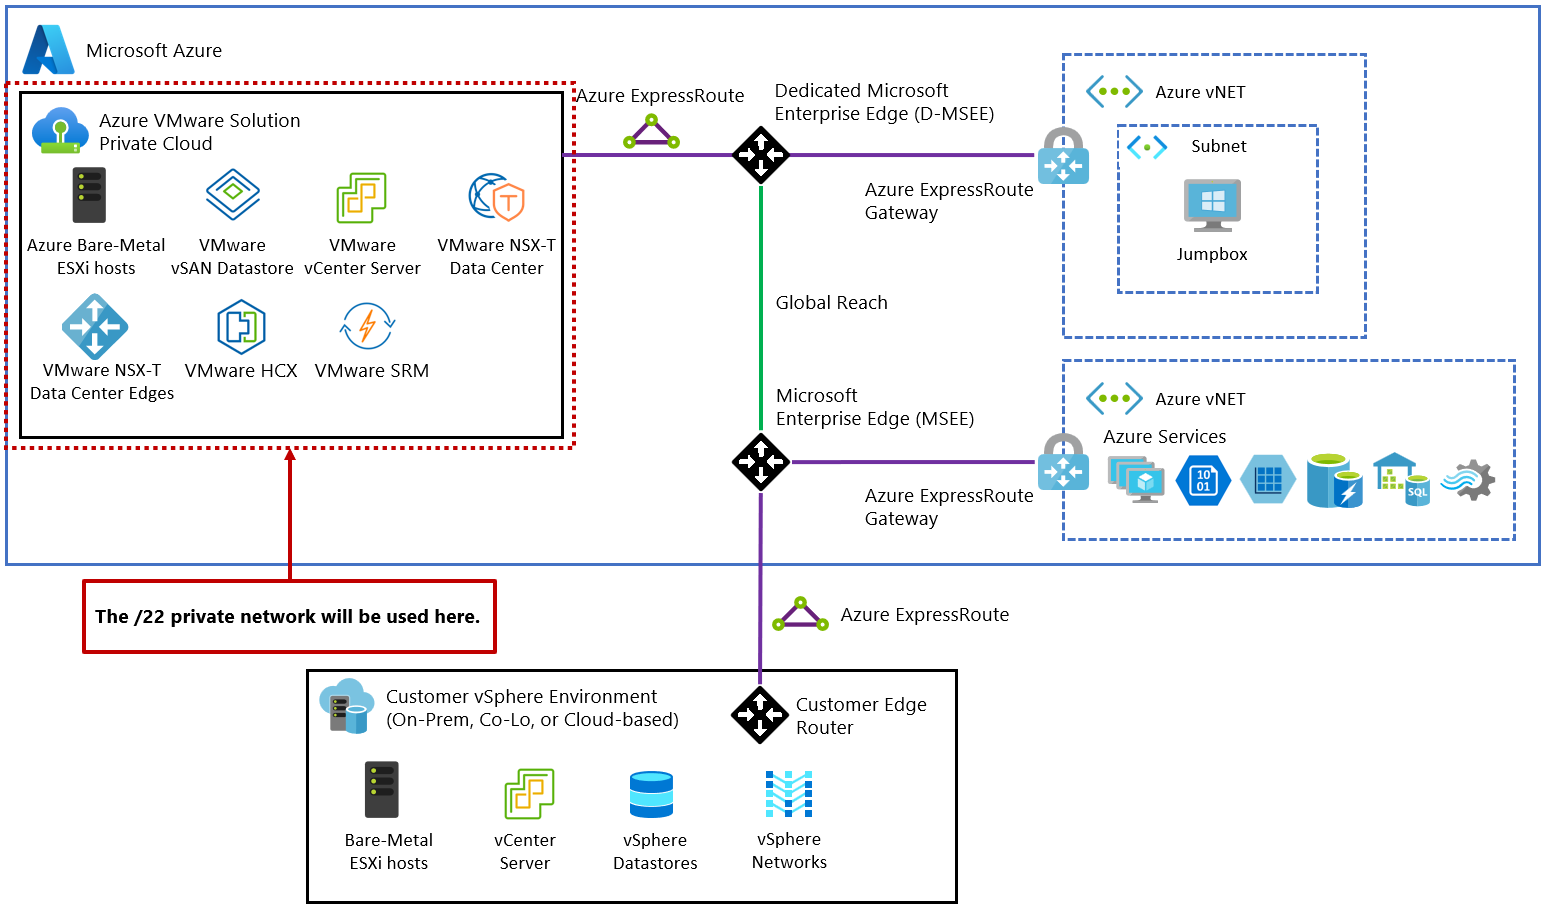 Microsoft Azure
Azure VMware Solution
Private Cloud
Azure Bare-Metal
ESXi hosts
VMware
vSAN Datastore
VMware
vCenter Server
VMware NSX-T
Data Center
VMware NSX-T
Data Center Edges
VMware HCX
VMware SRM
Azure ExpressRoute
Dedicated Microsoft
Enterprise Edge (D-MSEE)
Azure ExpressRoute
Gateway
Azure vNET
Subnet
Jumpbox
Global Reach
Microsoft
Enterprise Edge (MSEE)
Azure ExpressRoute
Gateway
Azure vNET
Azure Services
10
01
SQL
The /22 private network will be used here.
Azure ExpressRoute
Customer vSphere Environment
(On-Prem, Co-Lo, or Cloud-based)
Customer Edge
Router
Bare-Metal
ESXi hosts
vCenter
Server
vSphere
Datastores
vSphere
Networks